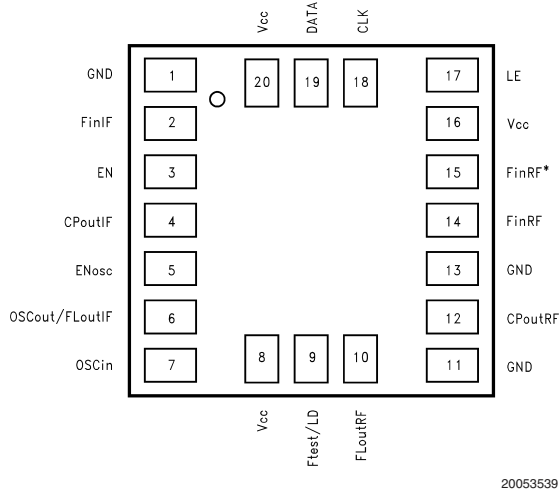 Vcc
DATA
CLK
GND 1 20 19 18 17 LE
FinIF 2 16 Vcc
EN 3 15 FinRF*
CPoutIF 4 14 FinRF
ENosc 5 13 GND
OSCout/FLoutIF 6 12 CPoutRF
OSCin 7 8 9 10 11 GND
Vcc
Ftest/LD
FLoutRF
20053539